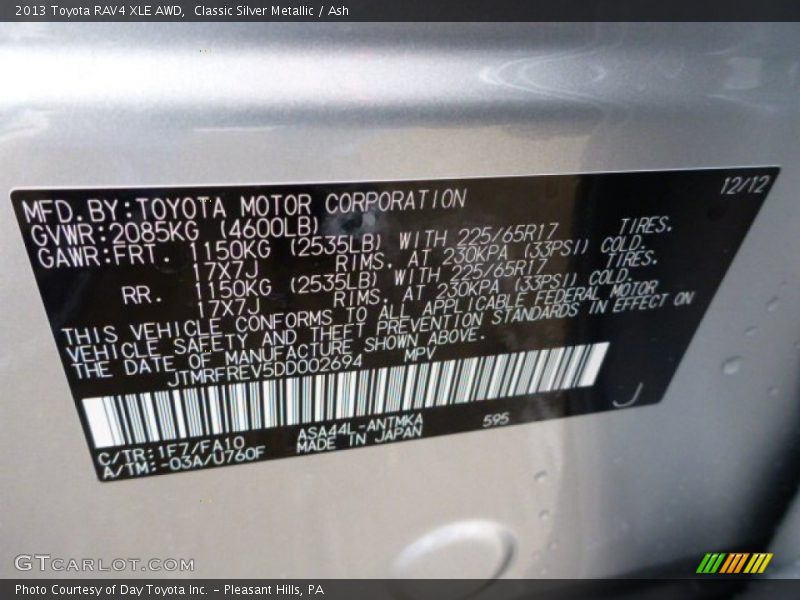 2013 Toyota RAV4 XLE AWD,  Classic Silver Metallic / Ash
12/12
MFD.BY:TOYOTA MOTOR CORPORATION
GVWR:2085KG (4600LB)
GAWR:FRT. 1150KG (2535LB) WITH 225/65R17 TIRES.
17X7J RIMS. AT 230KPA (33PSI) COLD.
RR. 1150KG (2535LB) WITH 225/65R17 TIRES.
17X7J RIMS. AT 230KPA (33PSI) COLD.
THIS VEHICLE CONFORMS TO ALL APPLICABLE FEDERAL MOTOR
VEHICLE SAFETY AND THEFT PREVENTION STANDARDS IN EFFECT ON
THE DATE OF MANUFACTURE SHOWN ABOVE.
JTMRFREV5DD002694 MPV
J
C/TR:1F7/FA10 ASA44L-ANTMKA 595
A/TM:-03A/U760F MADE IN JAPAN
GTCARLOT.COM
Photo Courtesy of Day Toyota Inc. - Pleasant Hills, PA